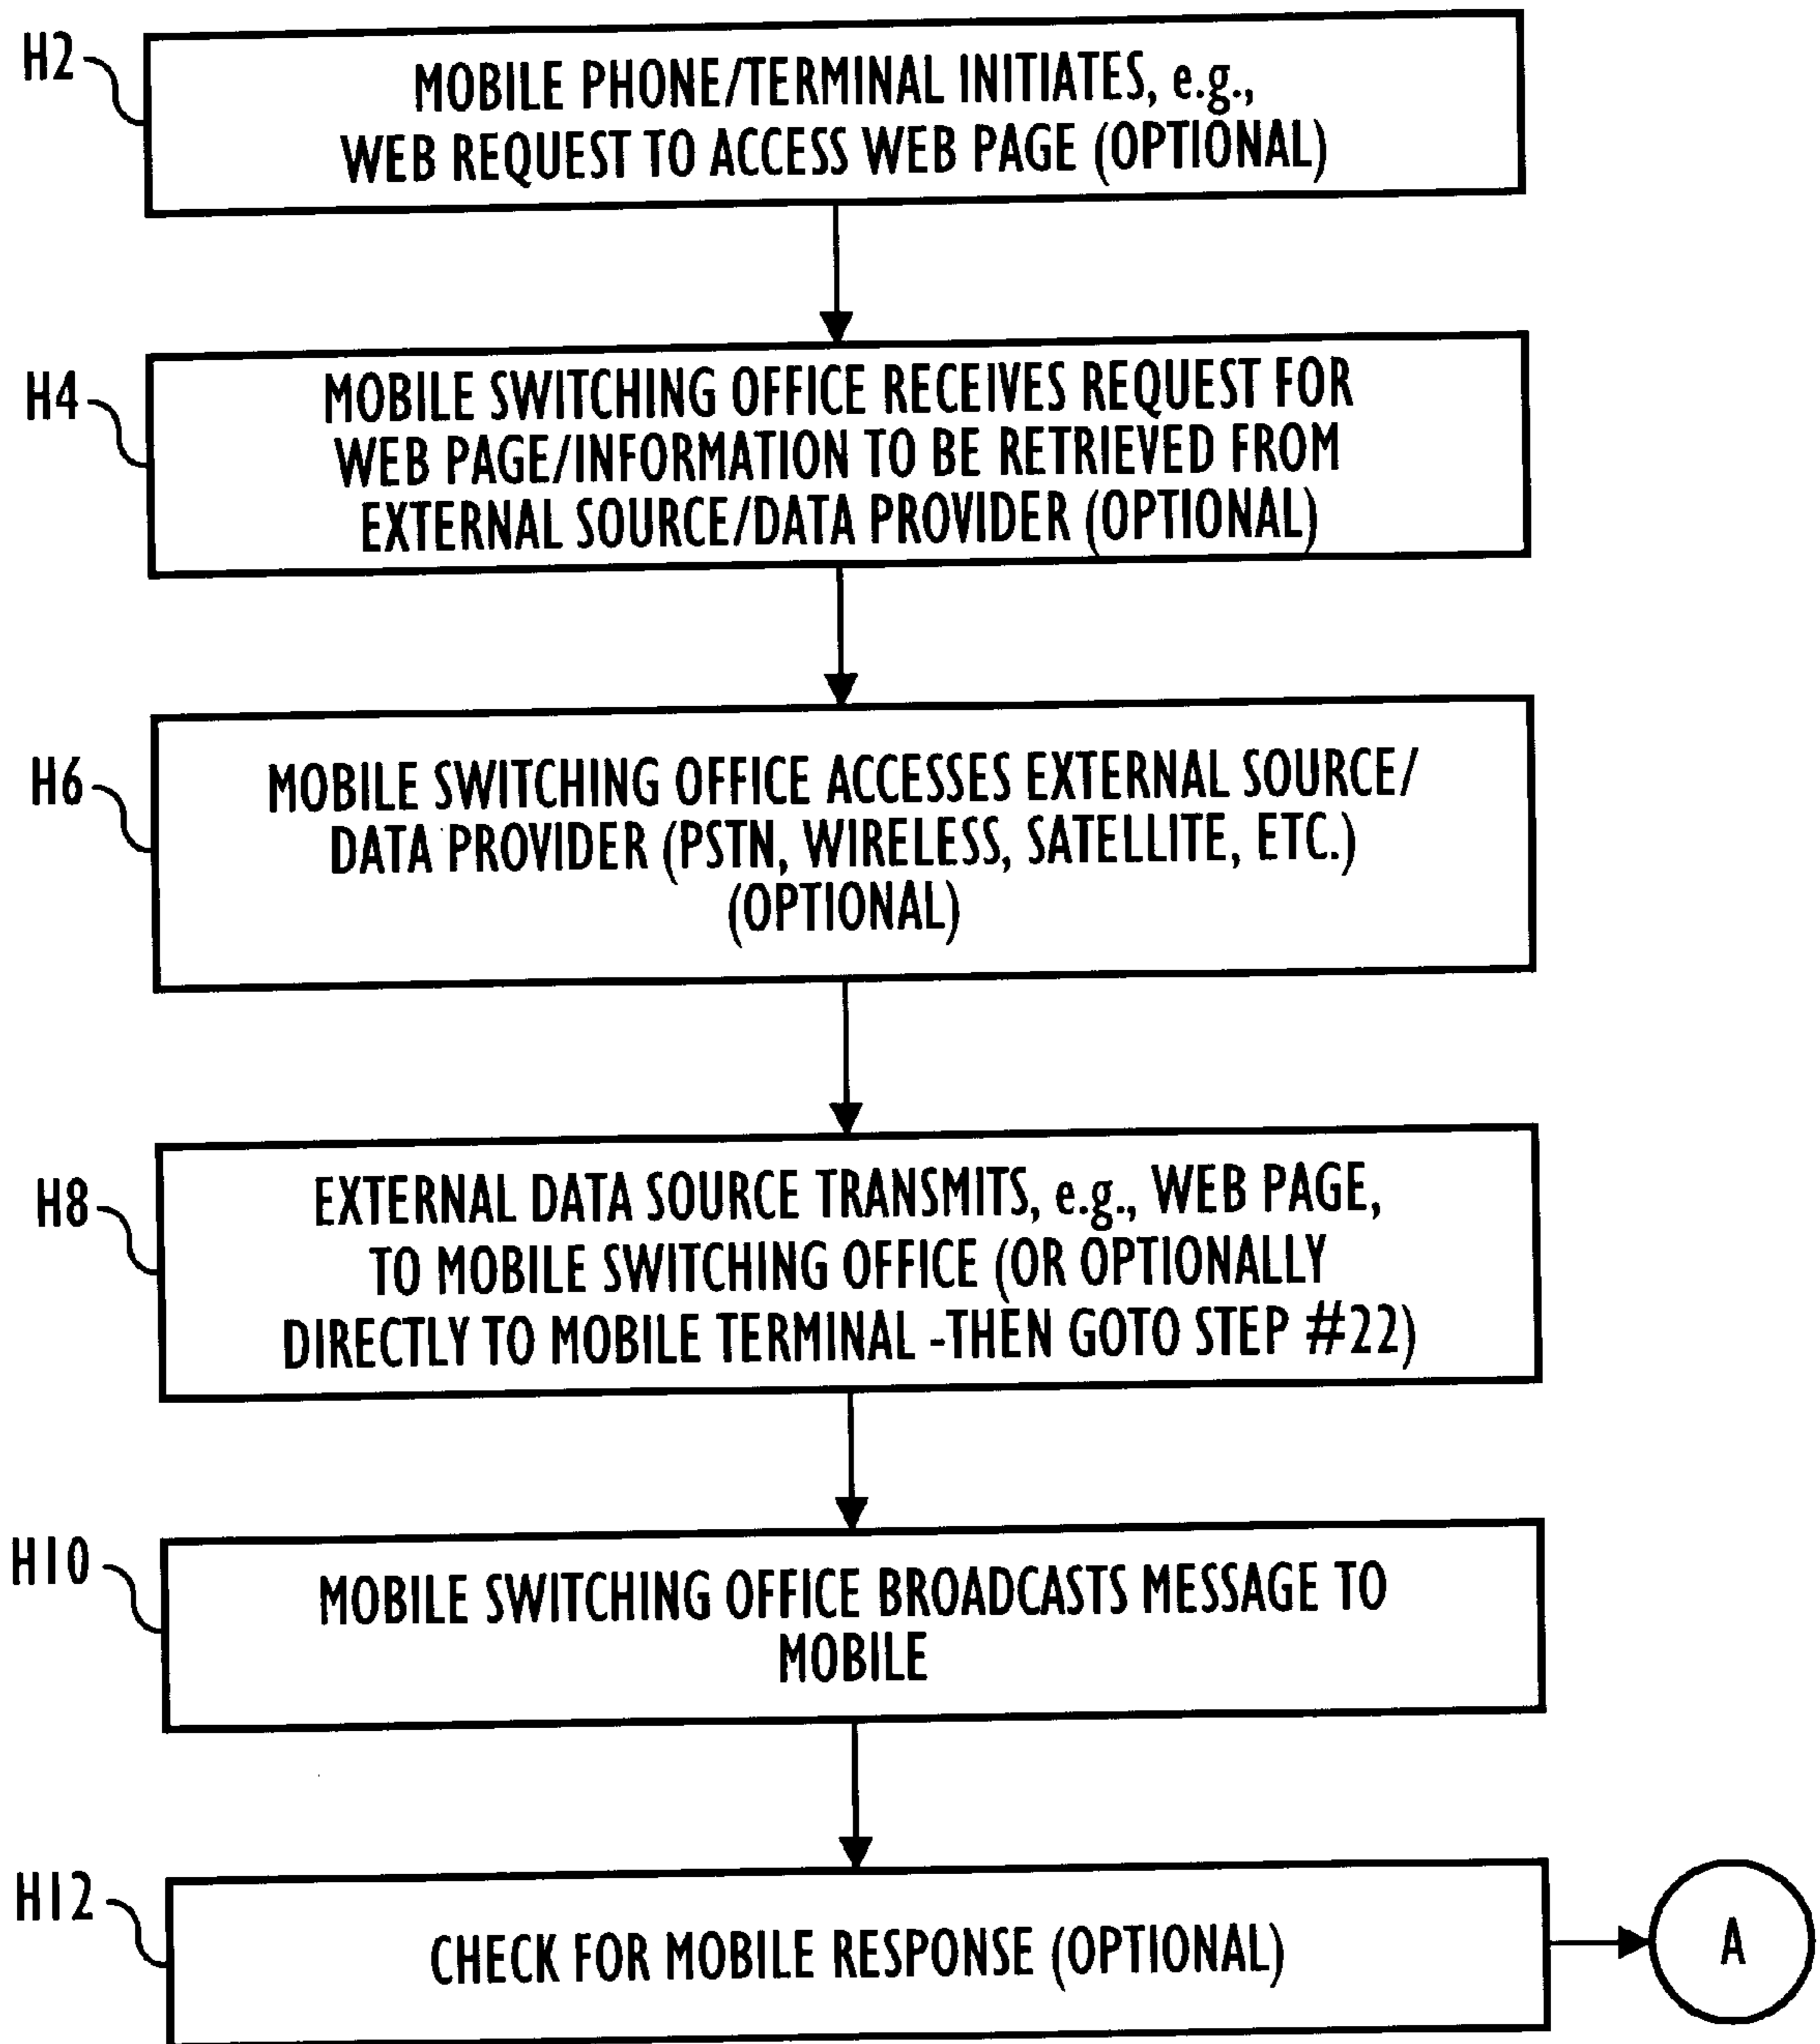 H2
MOBILE PHONE/TERMINAL INITIATES, e.g.,
WEB REQUEST TO ACCESS WEB PAGE (OPTIONAL)
H4
MOBILE SWITCHING OFFICE RECEIVES REQUEST FOR
WEB PAGE/INFORMATION TO BE RETRIEVED FROM
EXTERNAL SOURCE/DATA PROVIDER (OPTIONAL)
H6
MOBILE SWITCHING OFFICE ACCESSES EXTERNAL SOURCE/
DATA PROVIDER (PSTN, WIRELESS, SATELLITE, ETC.)
(OPTIONAL)
H8
EXTERNAL DATA SOURCE TRANSMITS, e.g., WEB PAGE,
TO MOBILE SWITCHING OFFICE (OR OPTIONALLY
DIRECTLY TO MOBILE TERMINAL -THEN GOTO STEP #22)
H10
MOBILE SWITCHING OFFICE BROADCASTS MESSAGE TO
MOBILE
H12
CHECK FOR MOBILE RESPONSE (OPTIONAL)
A